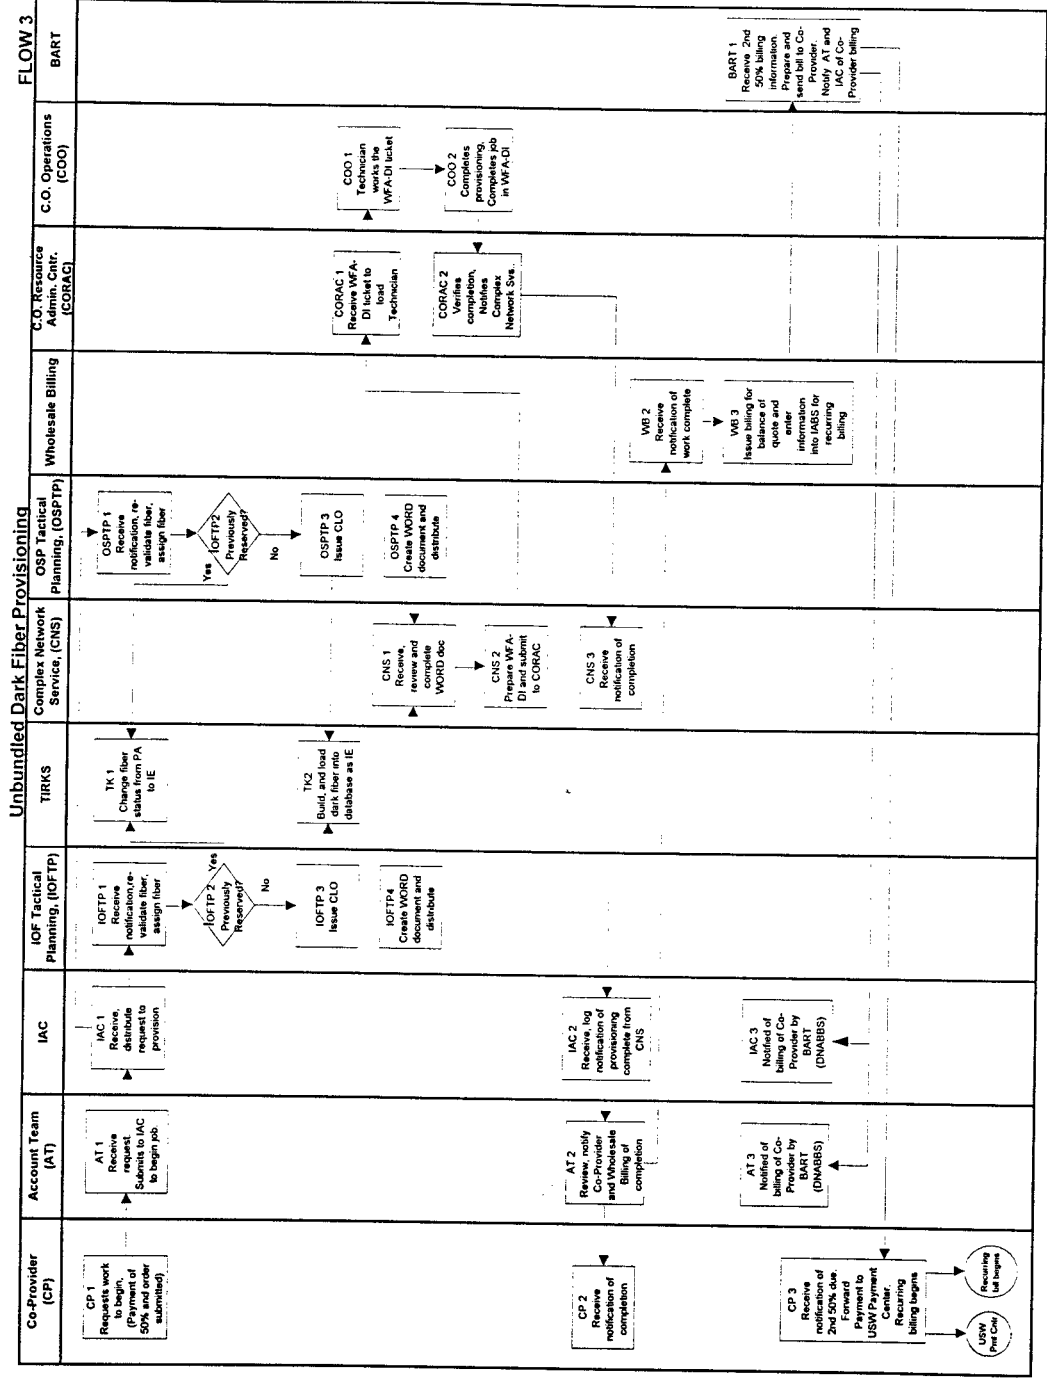 Unbundled Dark Fiber Provisioning
FLOW 3
Co-Provider
(CP)
Account Team
(AT)
IAC
IOF Tactical
Planning, (IOFTP)
TIRKS
Complex Network
Service, (CNS)
OSP Tactical
Planning, (OSPTP)
Wholesale Billing
C.O. Resource
Admin. Cntr.
(CORAC)
C.O. Operations
(COO)
BART
CP 1
Requests work
to begin,
(Payment of
50% and order
submitted)
AT 1
Receive
request.
Submits to IAC
to begin job
IAC 1
Receive,
distribute
request to
provision
IOFTP 1
Receive
notification,re-
validate fiber,
assign fiber
IOFTP 2
Previously
Reserved?
Yes
No
IOFTP 3
Issue CLO
IOFTP4
Create WORD
document and
distribute
TK 1
Change fiber
status from PA
to IE
TK2
Build, and load
dark fiber into
database as IE
CNS 1
Receive,
review and
complete
WORD doc
CNS 2
Prepare WFA-
DI and submit
to CORAC
CNS 3
Receive
notification of
completion
OSPTP 1
Receive
notification, re-
validate fiber,
assign fiber
IOFTP2
Previously
Reserved?
Yes
No
OSPTP 3
Issue CLO
OSPTP 4
Create WORD
document and
distribute
CORAC 1
Receive WFA-
DI ticket to
load
Technician
CORAC 2
Verifies
completion,
Notifies
Complex
Network Svs..
COO 1
Technician
works the
WFA-DI ticket
COO 2
Completes
provisioning,
Completes job
in WFA-DI
IAC 2
Receive, log
notification of
provisioning
complete from
CNS
AT 2
Review, notify
Co-Provider
and Wholesale
Billing of
completion
CP 2
Receive
notification of
completion
WB 2
Receive
notification of
work complete
WB 3
Issue billing for
balance of
quote and
enter
information
into IABS for
recurring
billing
BART 1
Receive 2nd
50% billing
information.
Prepare and
send bill to Co-
Provider.
Notify AT and
IAC of Co-
Provider billing
IAC 3
Notified of
billing of Co-
Provider by
BART
(DNABBS)
AT 3
Notified of
billing of Co-
Provider by
BART
(DNABBS)
CP 3
Receive
notification of
2nd 50% due.
Forward
Payment to
USW Payment
Center.
Recurring
billing begins
USW
Pmt Cntr
Recurring
bill begins